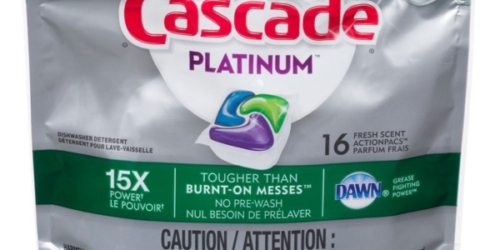 Cascade
PLATINUM™
DISHWASHER DETERGENT
DÉTERGENT POUR LAVE-VAISSELLE
16 FRESH SCENT
ACTIONPACS™
PARFUM FRAIS
15X†
POWER†
LE POUVOIR†
TOUGHER THAN
BURNT-ON MESSES™
NO PRE-WASH
NUL BESOIN DE PRÉLAVER
DAWN®
GREASE
FIGHTING
POWER™
CAUTION / ATTENTION :